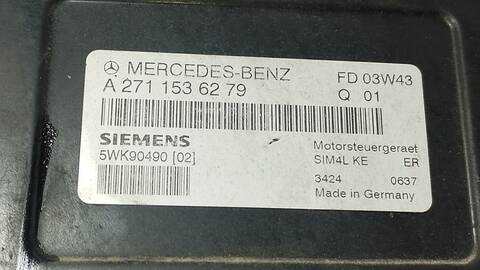 MERCEDES-BENZ
FD 03W43
A 271 153 62 79
Q 01
SIEMENS
5WK90490 [02]
Motorsteuergeraet
SIM4L KE ER
3424 0637
Made in Germany